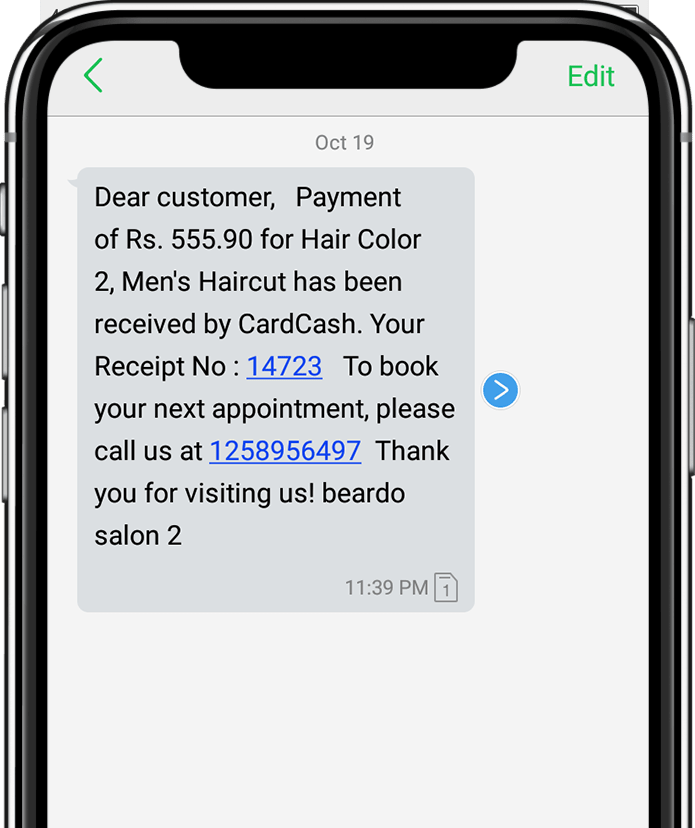 Edit
Oct 19
Dear customer,   Payment
of Rs. 555.90 for Hair Color
2, Men's Haircut has been
received by CardCash. Your
Receipt No : 14723   To book
your next appointment, please
call us at 1258956497  Thank
you for visiting us! beardo
salon 2
11:39 PM 1